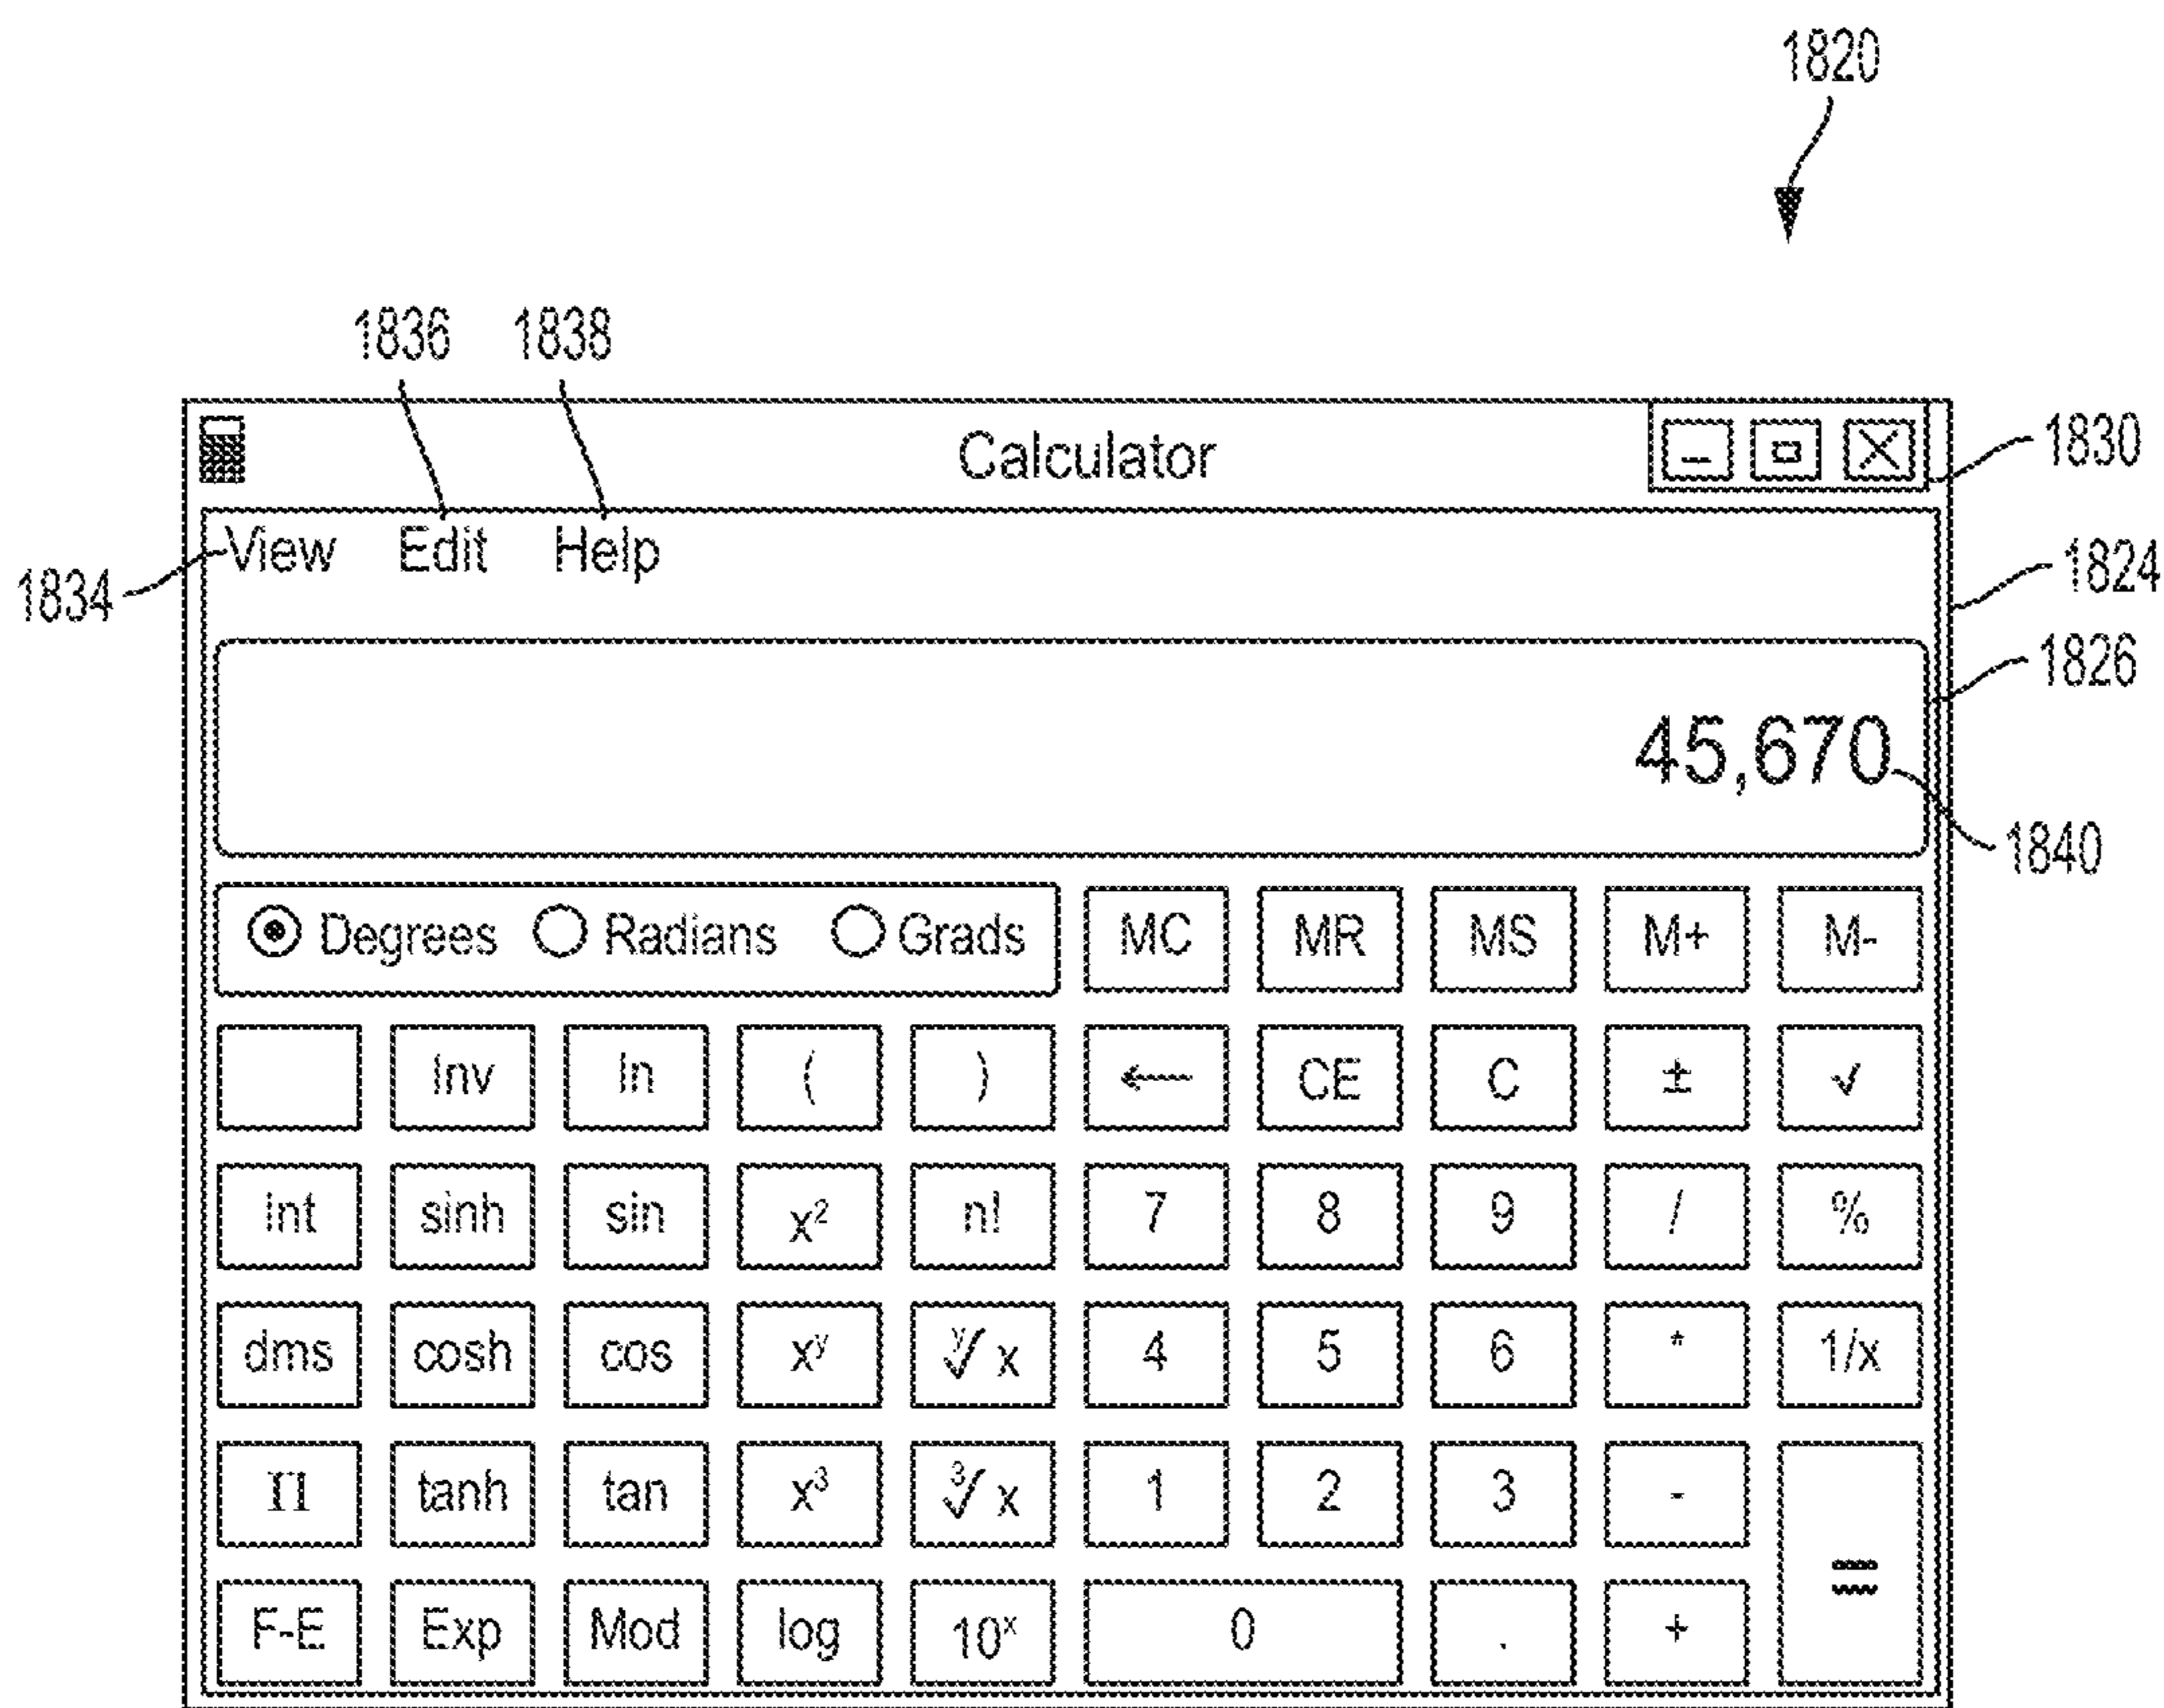 1820
1836 1838
Calculator
1830
View Edit Help
1834
1824
1826
45,670
1840
Degrees Radians Grads MC MR MS M+ M-
Inv ln ( ) ← CE C ± √
Int sinh sin x² n! 7 8 9 / %
dms cosh cos xʸ ʸ√x 4 5 6 * 1/x
Π tanh tan x³ ³√x 1 2 3 - =
F-E Exp Mod log 10ˣ 0 . +